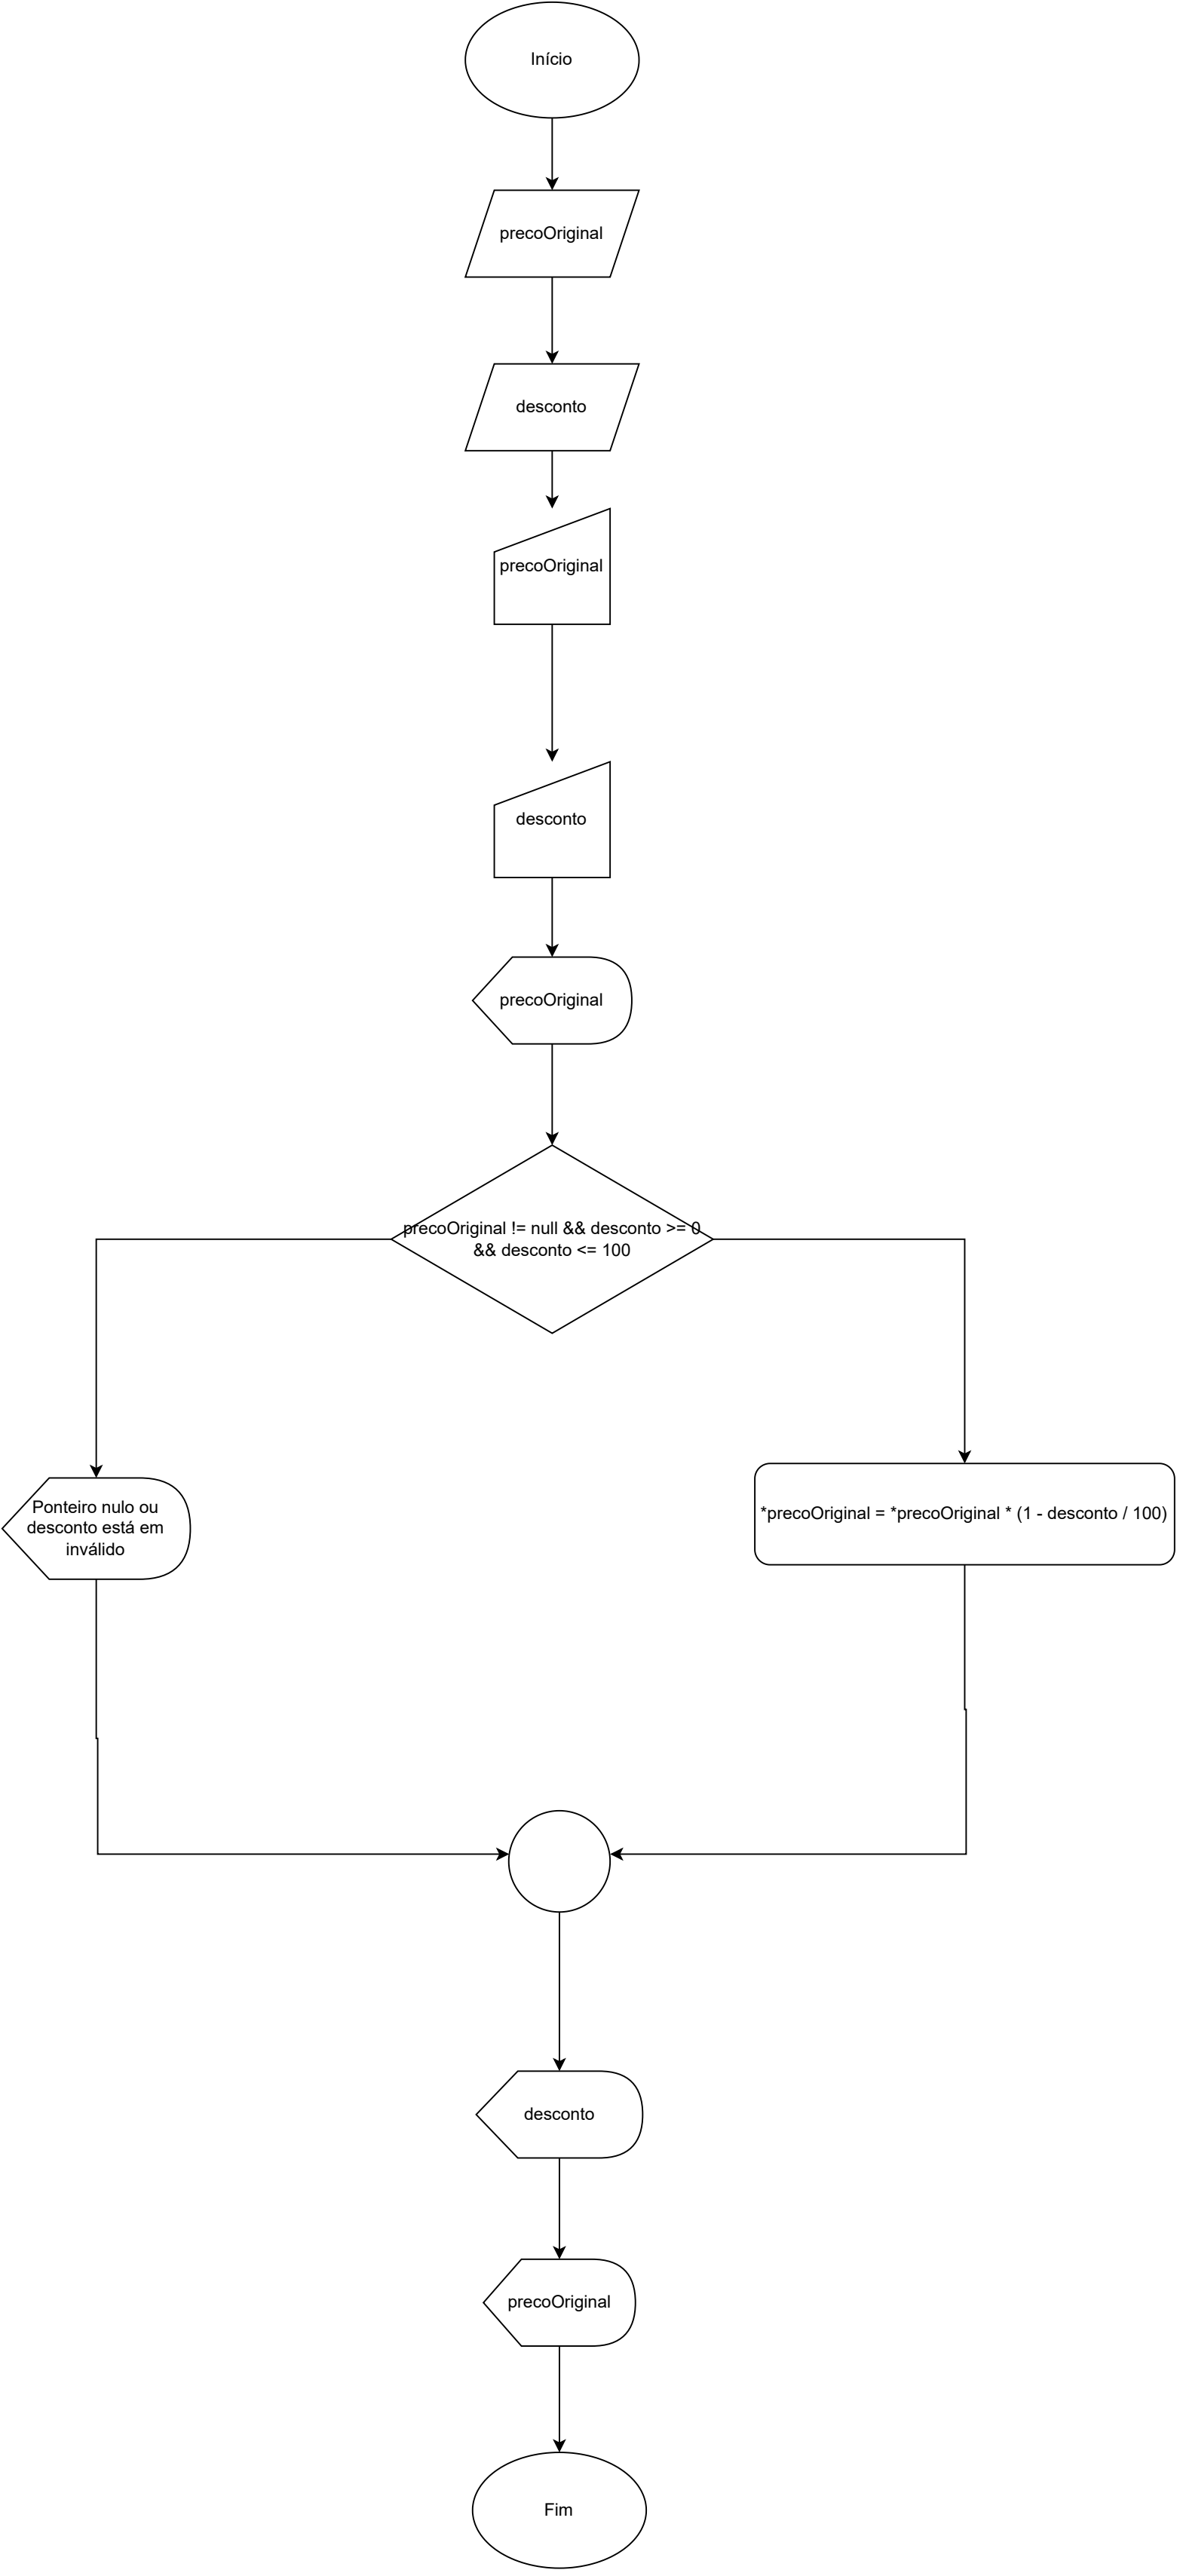 Início
precoOriginal
desconto
precoOriginal
desconto
precoOriginal
precoOriginal != null && desconto >= 0
&& desconto <= 100
Ponteiro nulo ou
desconto está em
inválido
*precoOriginal = *precoOriginal * (1 - desconto / 100)
desconto
precoOriginal
Fim